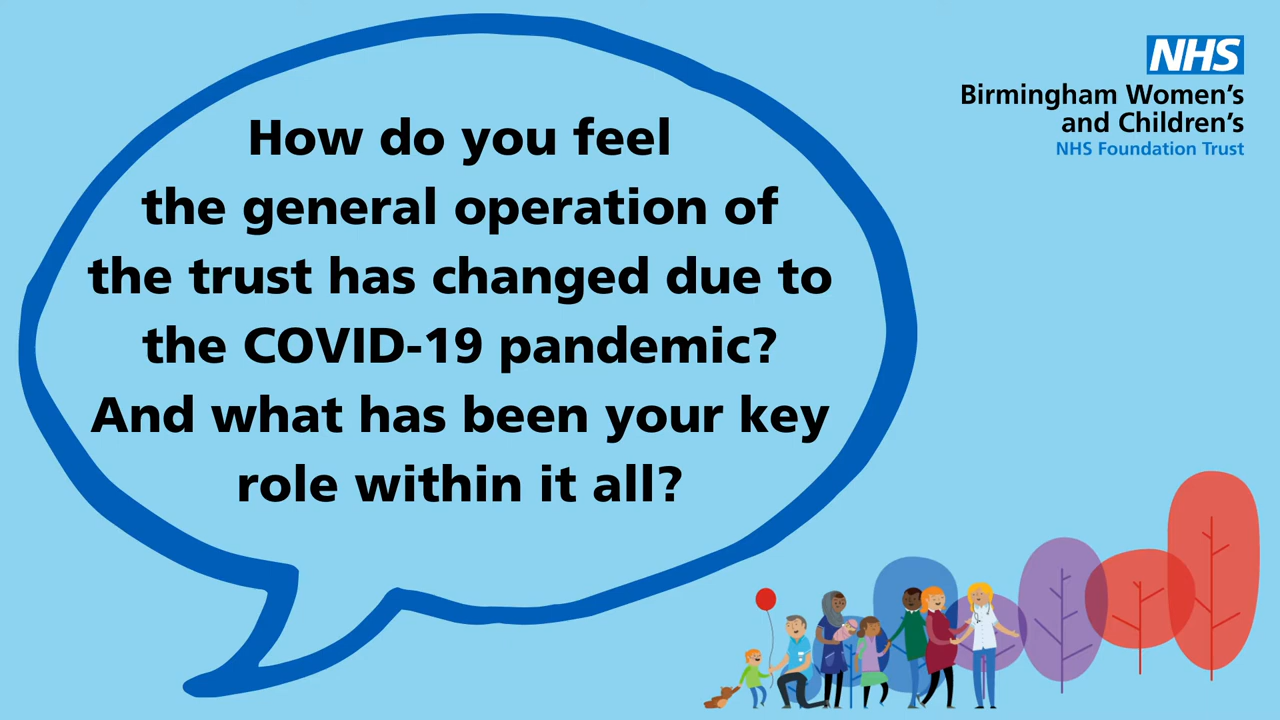 How do you feel
the general operation of
the trust has changed due to
the COVID-19 pandemic?
And what has been your key
role within it all?
NHS
Birmingham Women's
and Children's
NHS Foundation Trust